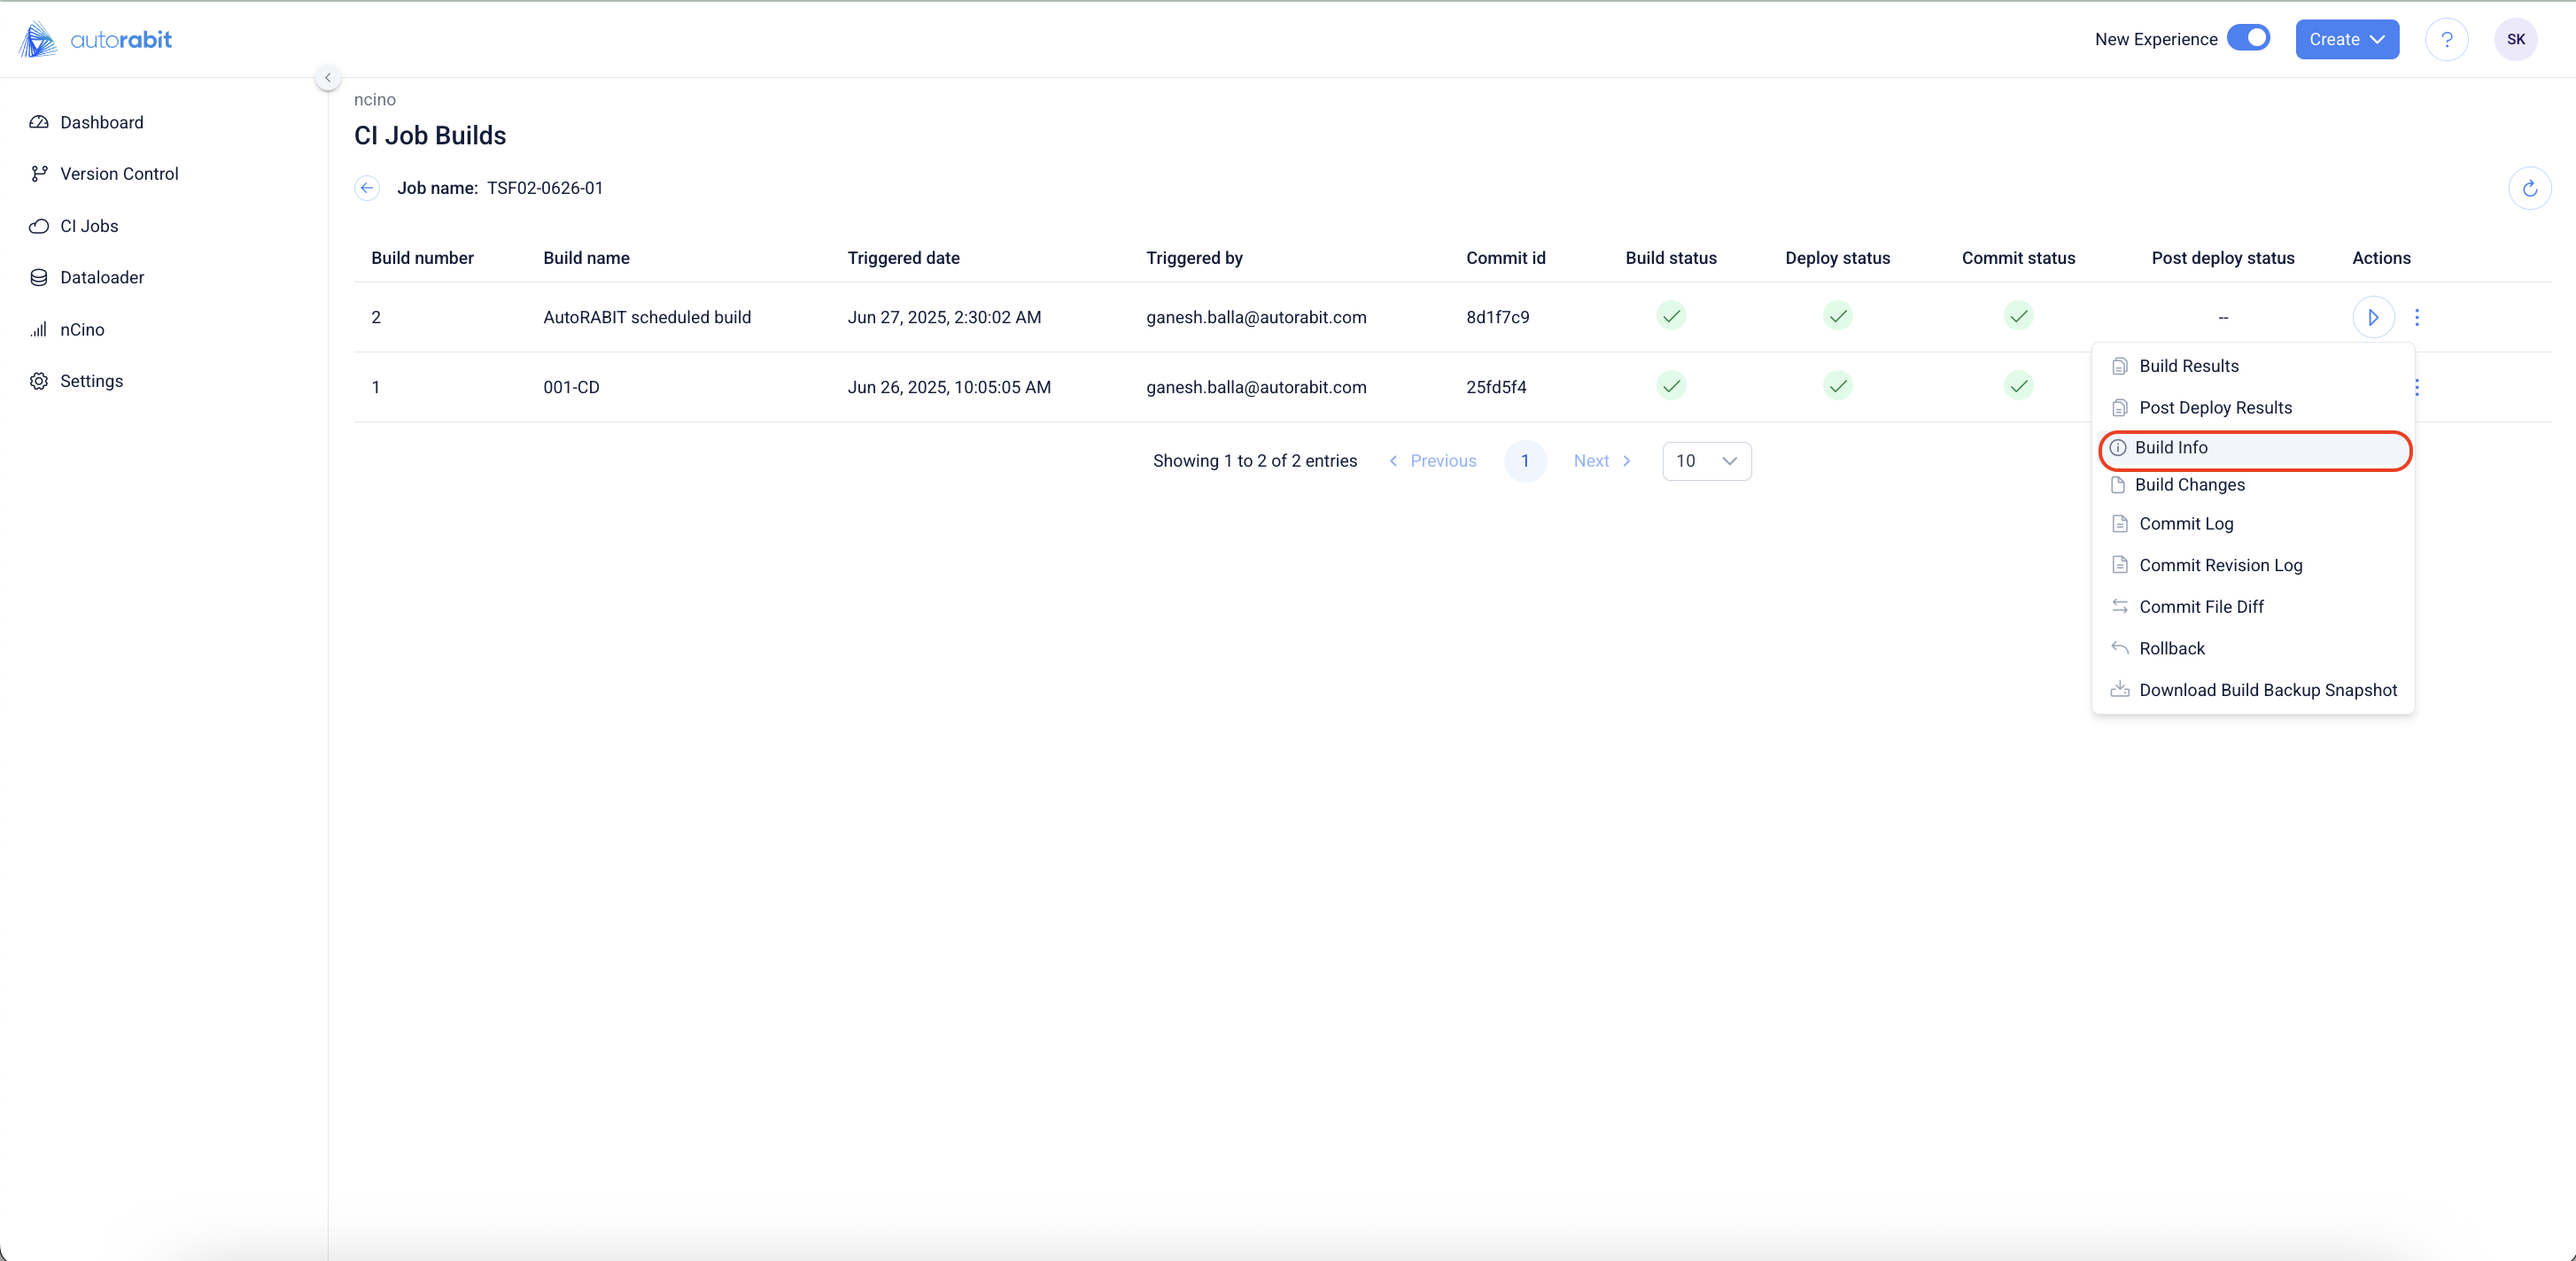 autorabit
New Experience
Create
?
SK
Dashboard
Version Control
CI Jobs
Dataloader
nCino
Settings
ncino
CI Job Builds
Job name: TSF02-0626-01
Build number Build name Triggered date Triggered by Commit id Build status Deploy status Commit status Post deploy status Actions
2 AutoRABIT scheduled build Jun 27, 2025, 2:30:02 AM ganesh.balla@autorabit.com 8d1f7c9 --
1 001-CD Jun 26, 2025, 10:05:05 AM ganesh.balla@autorabit.com 25fd5f4
Showing 1 to 2 of 2 entries Previous 1 Next 10
Build Results
Post Deploy Results
Build Info
Build Changes
Commit Log
Commit Revision Log
Commit File Diff
Rollback
Download Build Backup Snapshot